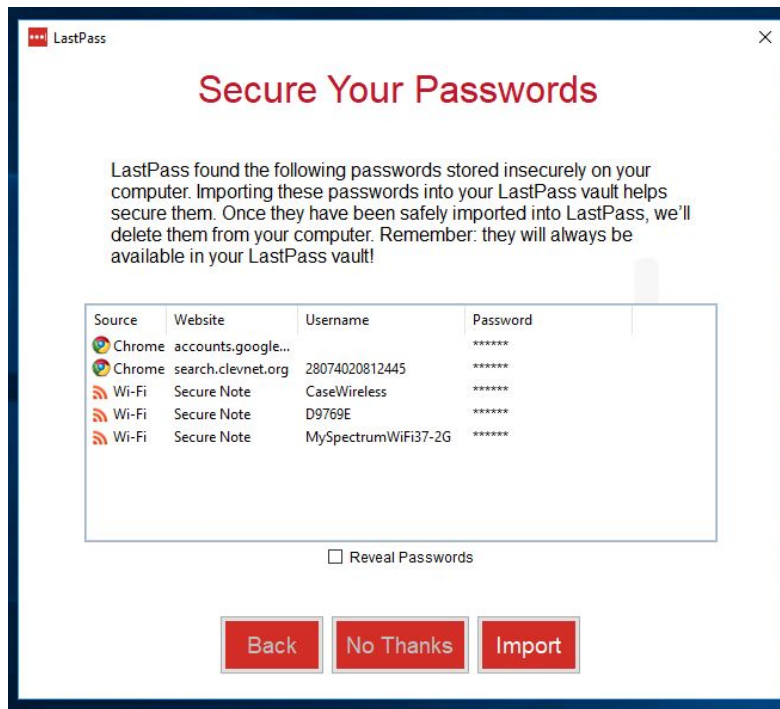 LastPass
Secure Your Passwords
LastPass found the following passwords stored insecurely on your
computer. Importing these passwords into your LastPass vault helps
secure them. Once they have been safely imported into LastPass, we'll
delete them from your computer. Remember: they will always be
available in your LastPass vault!
Source Website Username Password
Chrome accounts.google... ******
Chrome search.clevnet.org 28074020812445 ******
Wi-Fi Secure Note CaseWireless ******
Wi-Fi Secure Note D9769E ******
Wi-Fi Secure Note MySpectrumWiFi37-2G ******
Reveal Passwords
Back No Thanks Import